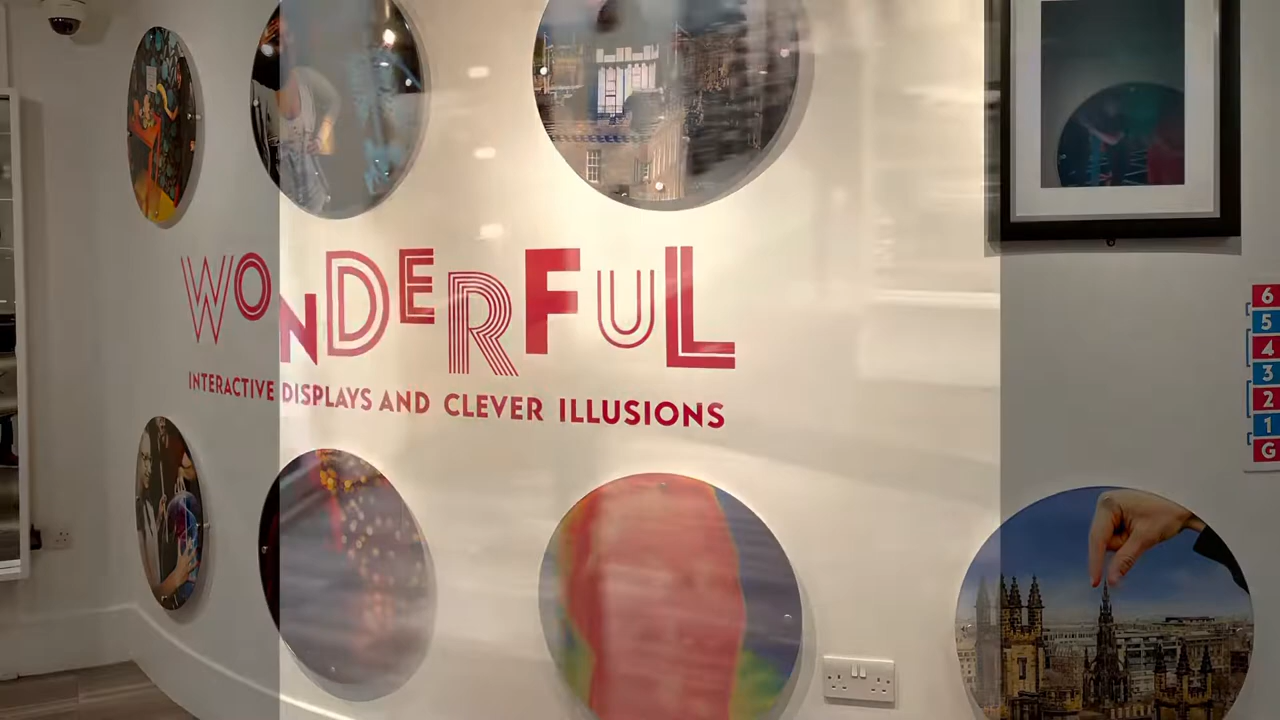 WONDERFUL
INTERACTIVE DISPLAYS AND CLEVER ILLUSIONS
6
5
4
3
2
1
G